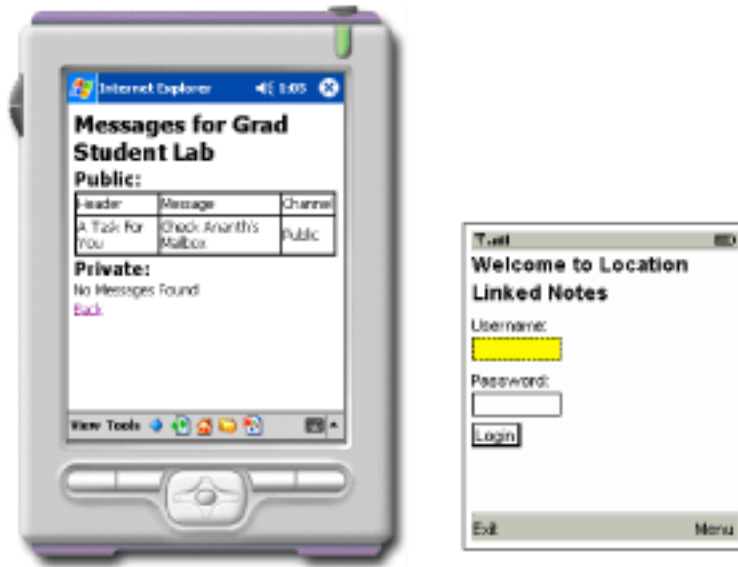 Internet Explorer 1:05
Messages for Grad
Student Lab
Public:
Header Message Channel
A Task For You Check Ananth's Mailbox Public
Private:
No Messages Found
Back
View Tools
Welcome to Location
Linked Notes
Username:
Password:
Login
Exit Menu